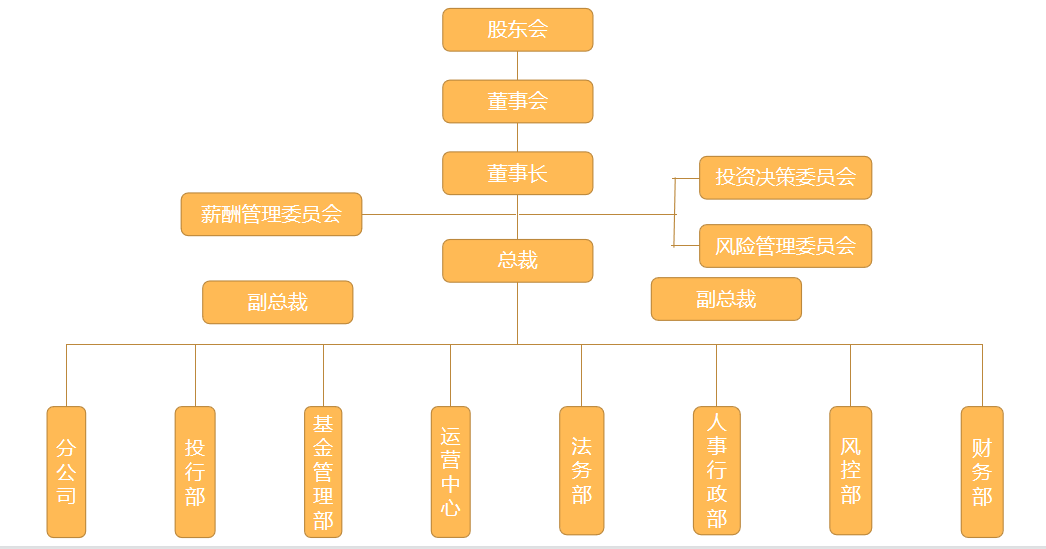 股东会
董事会
董事长
投资决策委员会
薪酬管理委员会
风险管理委员会
总裁
副总裁
副总裁
分公司
投行部
基金管理部
运营中心
法务部
人事行政部
风控部
财务部